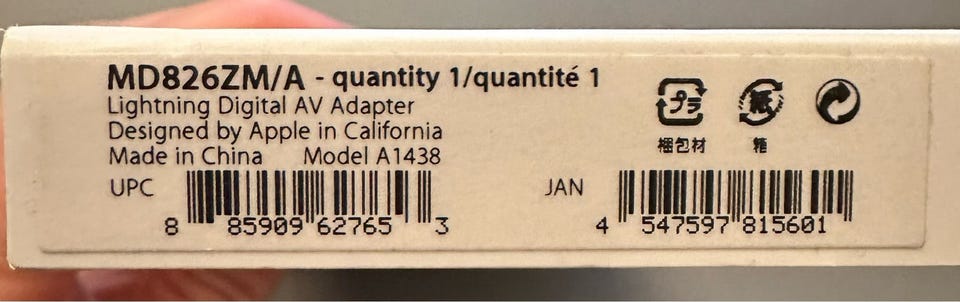 MD826ZM/A - quantity 1/quantité 1
Lightning Digital AV Adapter
Designed by Apple in California
Made in China Model A1438
プラ 紙
梱包材 箱
UPC JAN
8 85909 62765 3 4 547597 815601